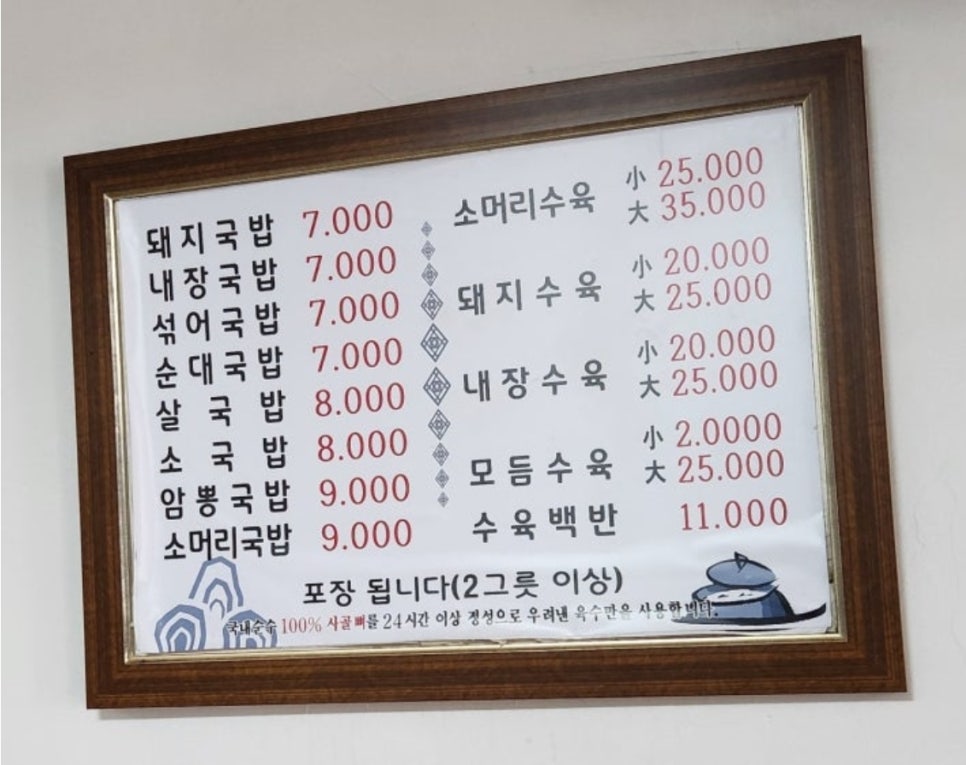 돼지국밥 7.000
내장국밥 7.000
섞어국밥 7.000
순대국밥 7.000
살국밥 8.000
소국밥 8.000
암뽕국밥 9.000
소머리국밥 9.000
소머리수육 小 25.000
大 35.000
돼지수육 小 20.000
大 25.000
내장수육 小 20.000
大 25.000
모듬수육 小 2.0000
大 25.000
수육백반 11.000
포장 됩니다(2그릇 이상)
국내순수 100% 사골뼈를 24시간 이상 정성으로 우려낸 육수만을 사용합니다.